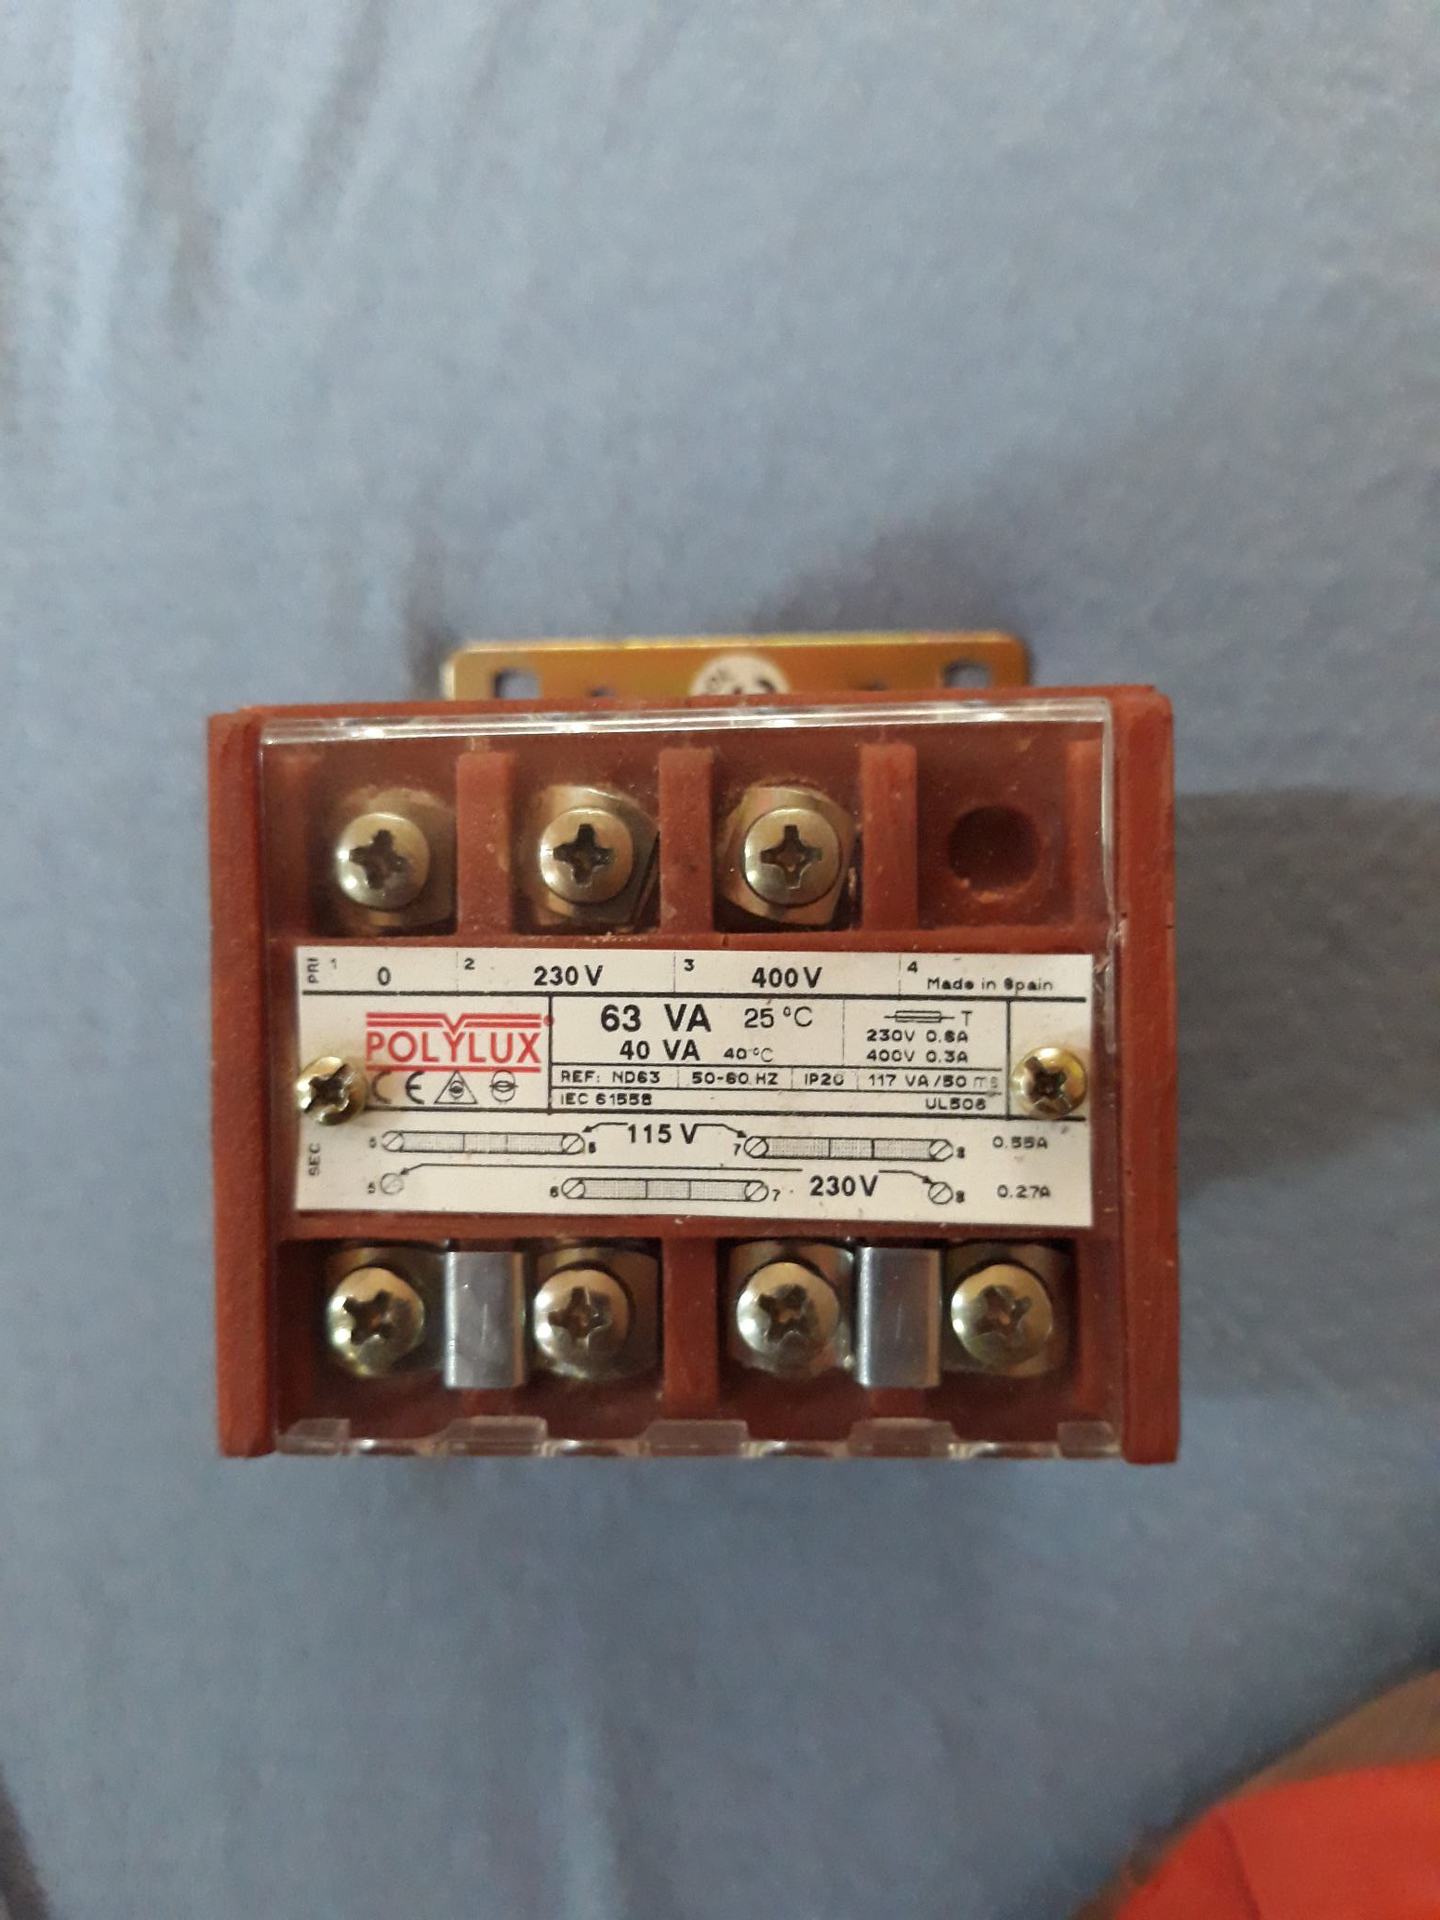 PRI 1 0 2 230 V 3 400 V 4 Made in Spain
POLYLUX
63 VA 25 °C
40 VA 40 °C
T
230V 0.6A
400V 0.3A
CE
REF: ND63 50-60 HZ IP20 117 VA/50 ms
IEC 61558 UL506
SEC
5 6 115 V 7 8 0.55A
5 6 7 230V 8 0.27A